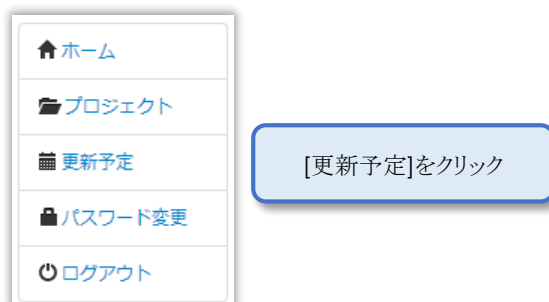 ホーム
プロジェクト
更新予定
[更新予定]をクリック
パスワード変更
ログアウト